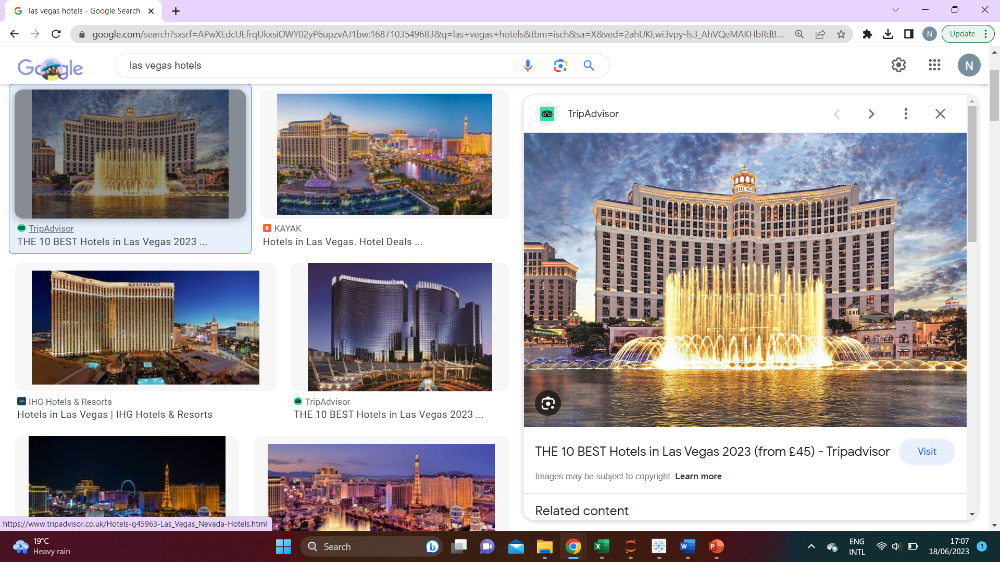 las vegas hotels - Google Search
google.com/search?sxsrf=APwXEdcUEfrqUkxsiOWY02yP6upzvAJ1bw:1687103549683&q=las+vegas+hotels&tbm=isch&sa=X&ved=2ahUKEwi3vpy-ls3_AhVQeMAKHbRdB...
N
Update
Google
las vegas hotels
N
TripAdvisor
BELLAGIO
TripAdvisor
THE 10 BEST Hotels in Las Vegas 2023 ...
K KAYAK
Hotels in Las Vegas. Hotel Deals ...
VENETIAN
IHG IHG Hotels & Resorts
Hotels in Las Vegas | IHG Hotels & Resorts
TripAdvisor
THE 10 BEST Hotels in Las Vegas 2023 ...
THE 10 BEST Hotels in Las Vegas 2023 (from £45) - Tripadvisor
Visit
Images may be subject to copyright. Learn more
Related content
https://www.tripadvisor.co.uk/Hotels-g45963-Las_Vegas_Nevada-Hotels.html
19°C
Heavy rain
Search
ENG
INTL
17:07
18/06/2023
1